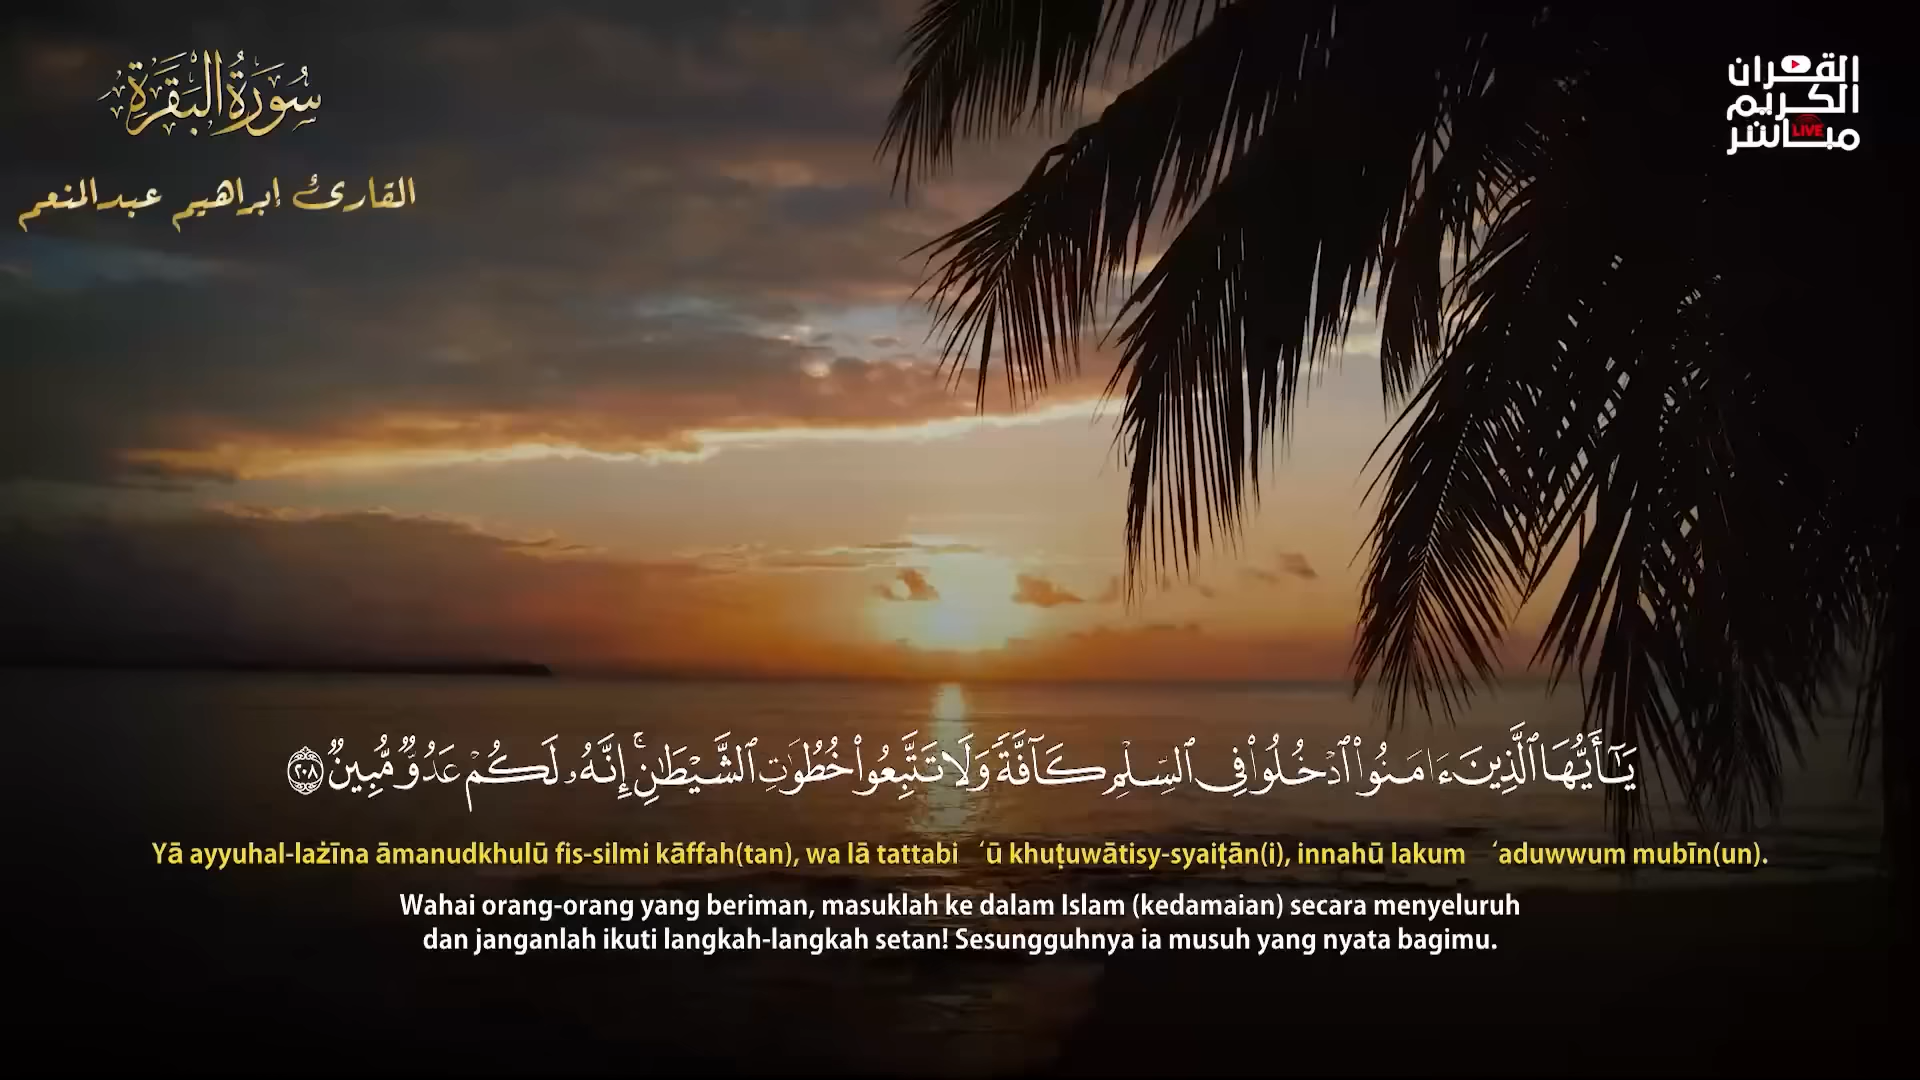 سُورَةُ البَقَرَةِ
القارئ إبراهيم عبدالمنعم
القرآن
الكريم
مباشر
LIVE
يَـٰٓأَيُّهَا ٱلَّذِينَ ءَامَنُوا۟ ٱدْخُلُوا۟ فِى ٱلسِّلْمِ كَآفَّةً وَلَا تَتَّبِعُوا۟ خُطُوَٰتِ ٱلشَّيْطَـٰنِ ۚ إِنَّهُۥ لَكُمْ عَدُوٌّ مُّبِينٌ ٢٠٨
Yā ayyuhal-lażīna āmanudkhulū fis-silmi kāffah(tan), wa lā tattabi ‘ū khuṭuwātisy-syaiṭān(i), innahū lakum ‘aduwwum mubīn(un).
Wahai orang-orang yang beriman, masuklah ke dalam Islam (kedamaian) secara menyeluruh
dan janganlah ikuti langkah-langkah setan! Sesungguhnya ia musuh yang nyata bagimu.